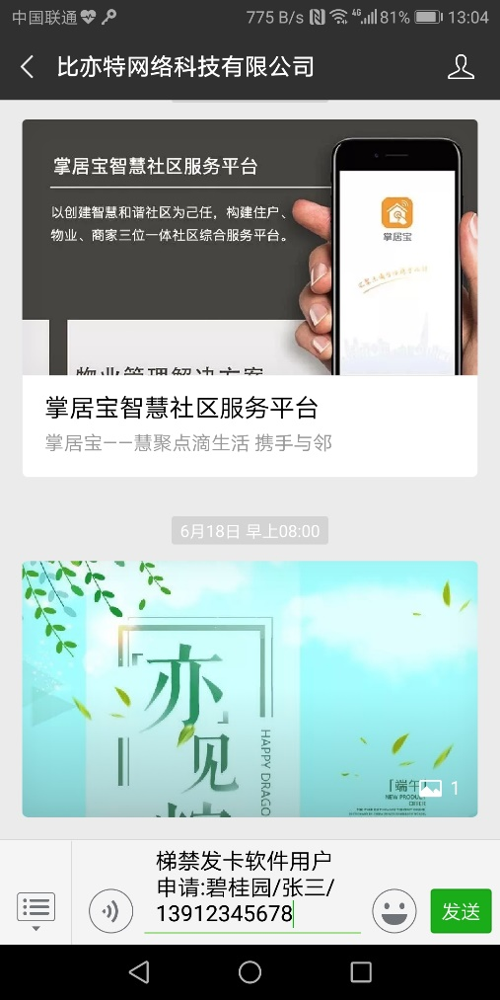 中国联通 775 B/s 4G 81% 13:04
比亦特网络科技有限公司
掌居宝智慧社区服务平台
以创建智慧和谐社区为己任，构建住户、
物业、商家三位一体社区综合服务平台。
掌居宝
物业管理解决方案
掌居宝智慧社区服务平台
掌居宝——慧聚点滴生活 携手与邻
6月18日 早上08:00
亦
见
HAPPY DRAGO
「端午」
NEW PRODUCT
OFFER
1
梯禁发卡软件用户
申请:碧桂园/张三/
13912345678
发送